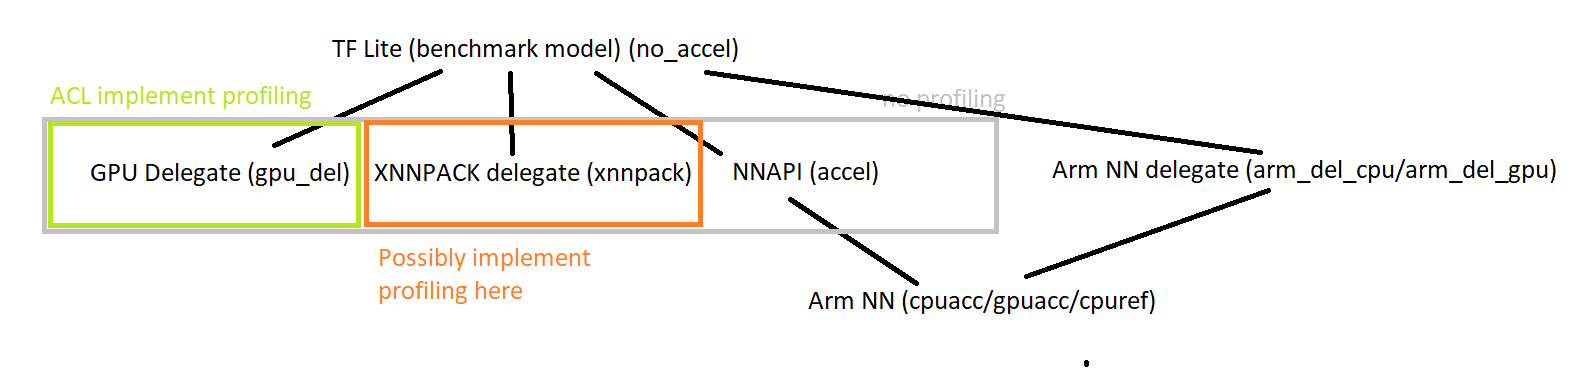 TF Lite (benchmark model) (no_accel)
ACL implement profiling
no profiling
GPU Delegate (gpu_del)
XNNPACK delegate (xnnpack)
NNAPI (accel)
Arm NN delegate (arm_del_cpu/arm_del_gpu)
Possibly implement
profiling here
Arm NN (cpuacc/gpuacc/cpuref)